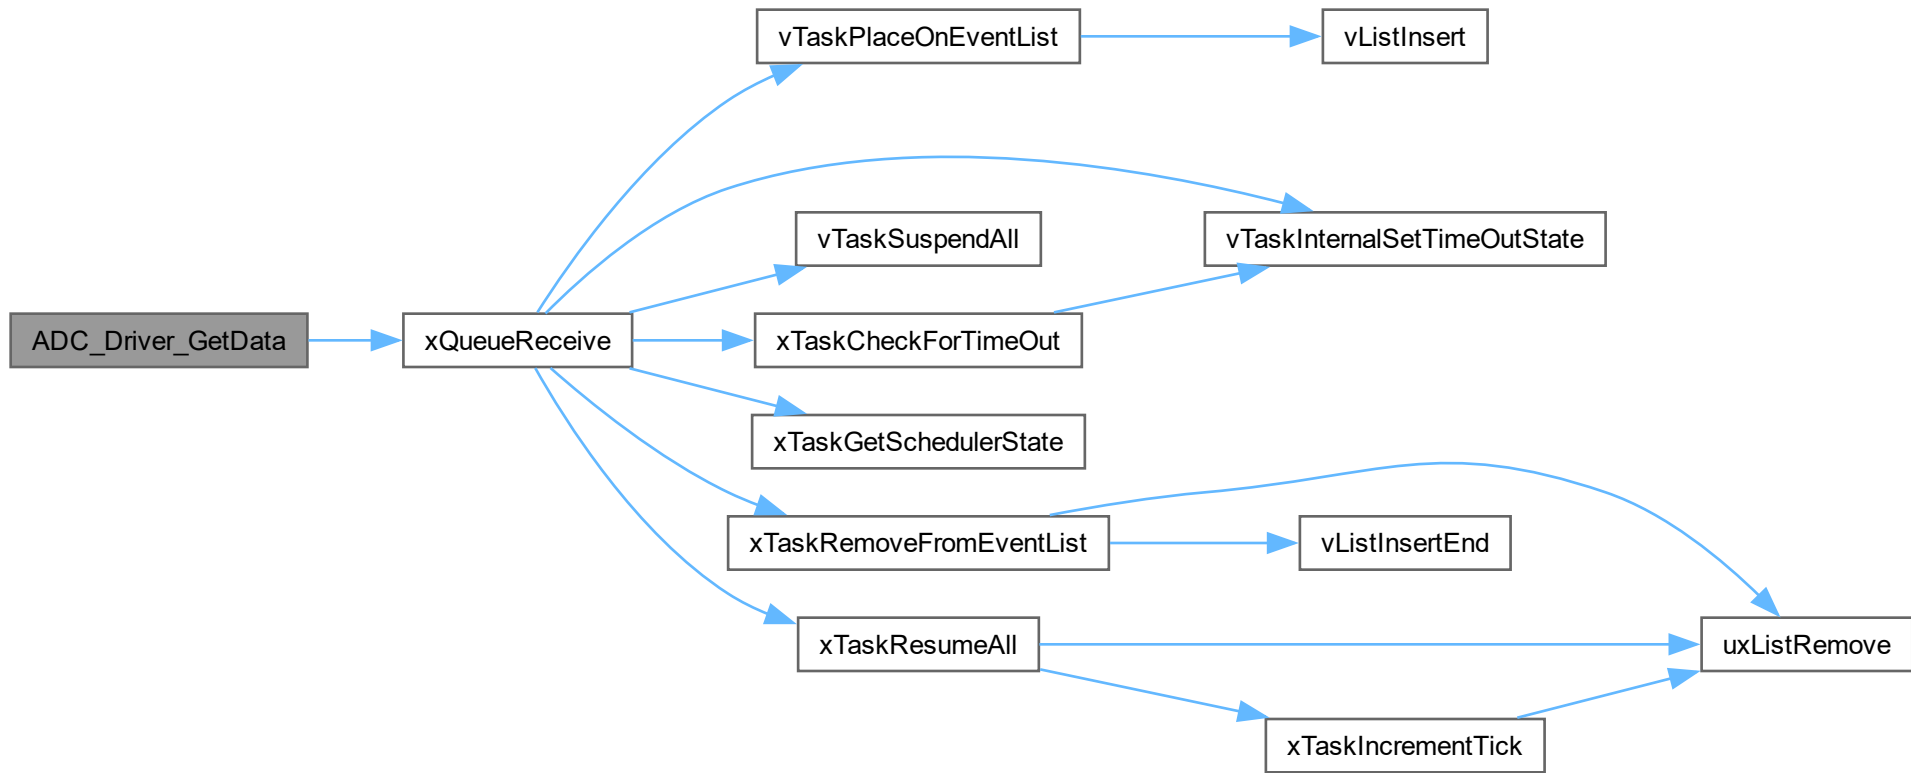 vTaskPlaceOnEventList
vListInsert
vTaskSuspendAll
vTaskInternalSetTimeOutState
ADC_Driver_GetData
xQueueReceive
xTaskCheckForTimeOut
xTaskGetSchedulerState
xTaskRemoveFromEventList
vListInsertEnd
xTaskResumeAll
uxListRemove
xTaskIncrementTick